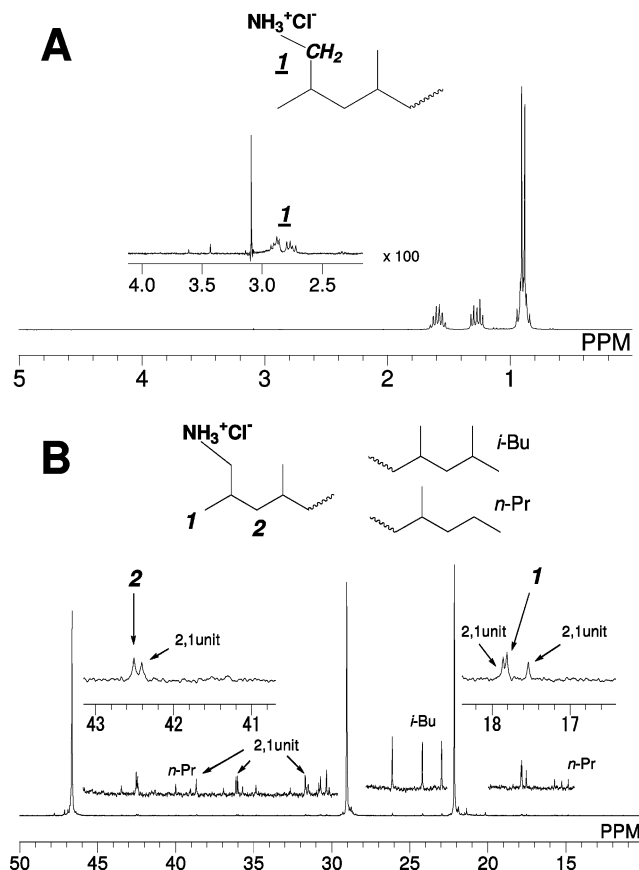 A
NH3+Cl-
1
CH2
1
x 100
4.0 3.5 3.0 2.5
PPM
5 4 3 2 1
B
NH3+Cl-
1 2
i-Bu
n-Pr
2
2,1unit
43 42 41
1
2,1unit 2,1unit
18 17
n-Pr
2,1unit
i-Bu
n-Pr
PPM
50 45 40 35 30 25 20 15 10